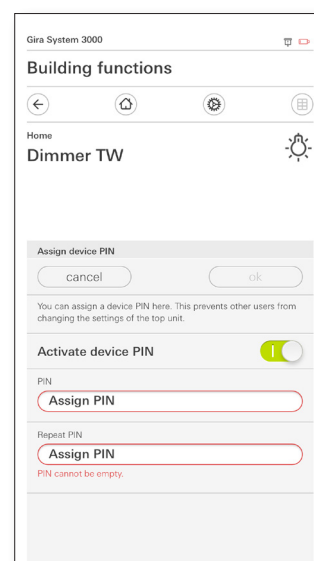 Gira System 3000
Building functions
Home
Dimmer TW
Assign device PIN
cancel
ok
You can assign a device PIN here. This prevents other users from
changing the settings of the top unit.
Activate device PIN
PIN
Assign PIN
Repeat PIN
Assign PIN
PIN cannot be empty.